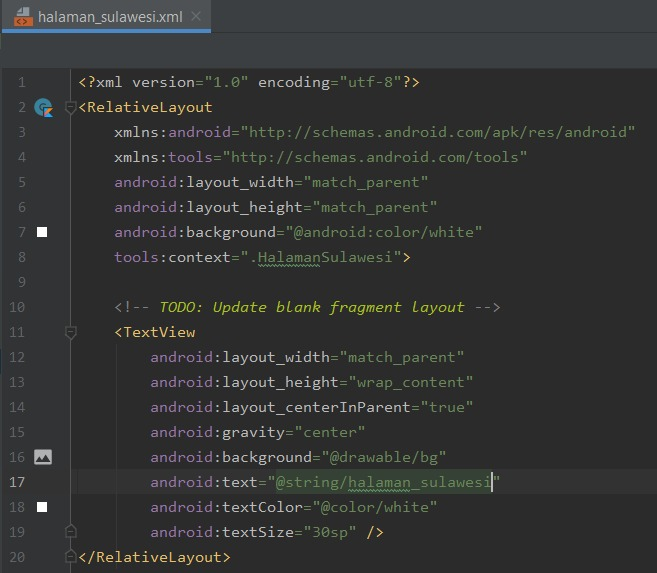 halaman_sulawesi.xml
1 <?xml version="1.0" encoding="utf-8"?>
2 <RelativeLayout
3 xmlns:android="http://schemas.android.com/apk/res/android"
4 xmlns:tools="http://schemas.android.com/tools"
5 android:layout_width="match_parent"
6 android:layout_height="match_parent"
7 android:background="@android:color/white"
8 tools:context=".HalamanSulawesi">
9
10 <!-- TODO: Update blank fragment layout -->
11 <TextView
12 android:layout_width="match_parent"
13 android:layout_height="wrap_content"
14 android:layout_centerInParent="true"
15 android:gravity="center"
16 android:background="@drawable/bg"
17 android:text="@string/halaman_sulawesi"
18 android:textColor="@color/white"
19 android:textSize="30sp" />
20 </RelativeLayout>